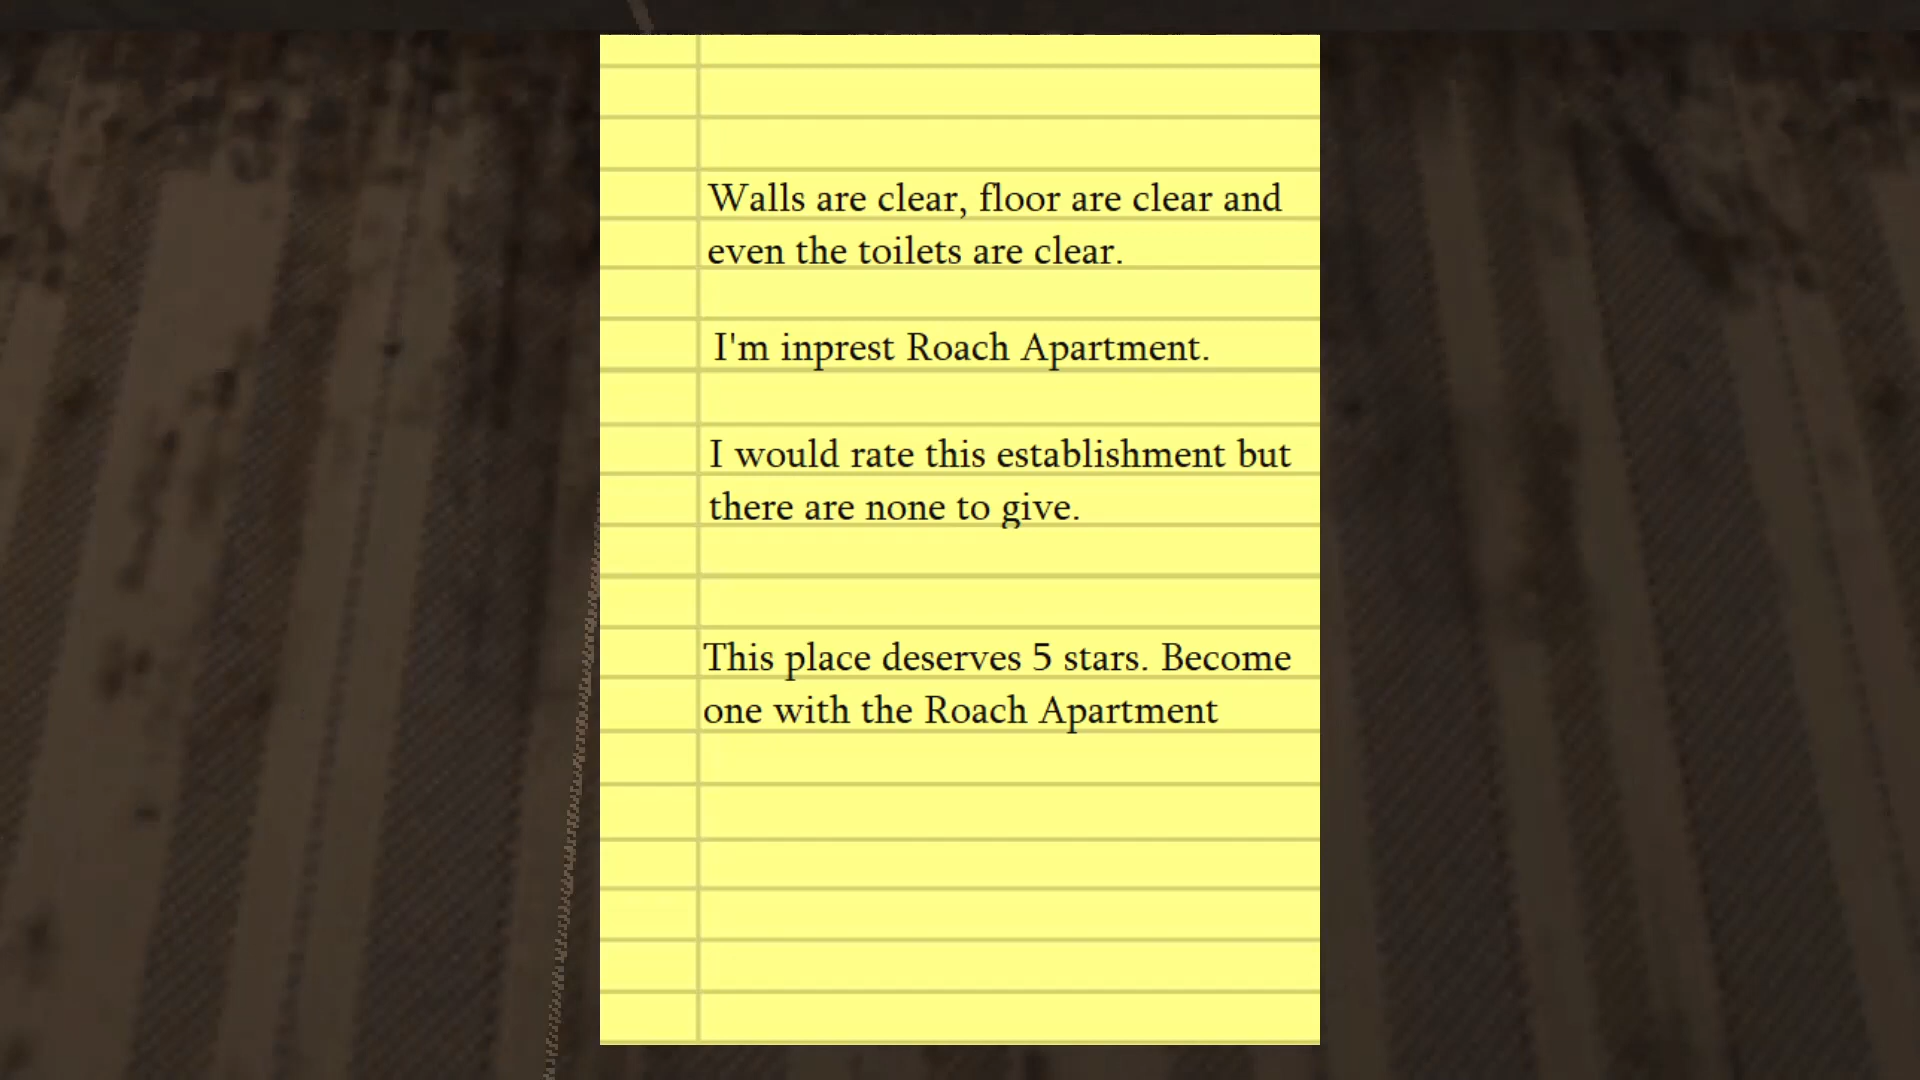 Walls are clear, floor are clear and
even the toilets are clear.
I'm inprest Roach Apartment.
I would rate this establishment but
there are none to give.
This place deserves 5 stars. Become
one with the Roach Apartment